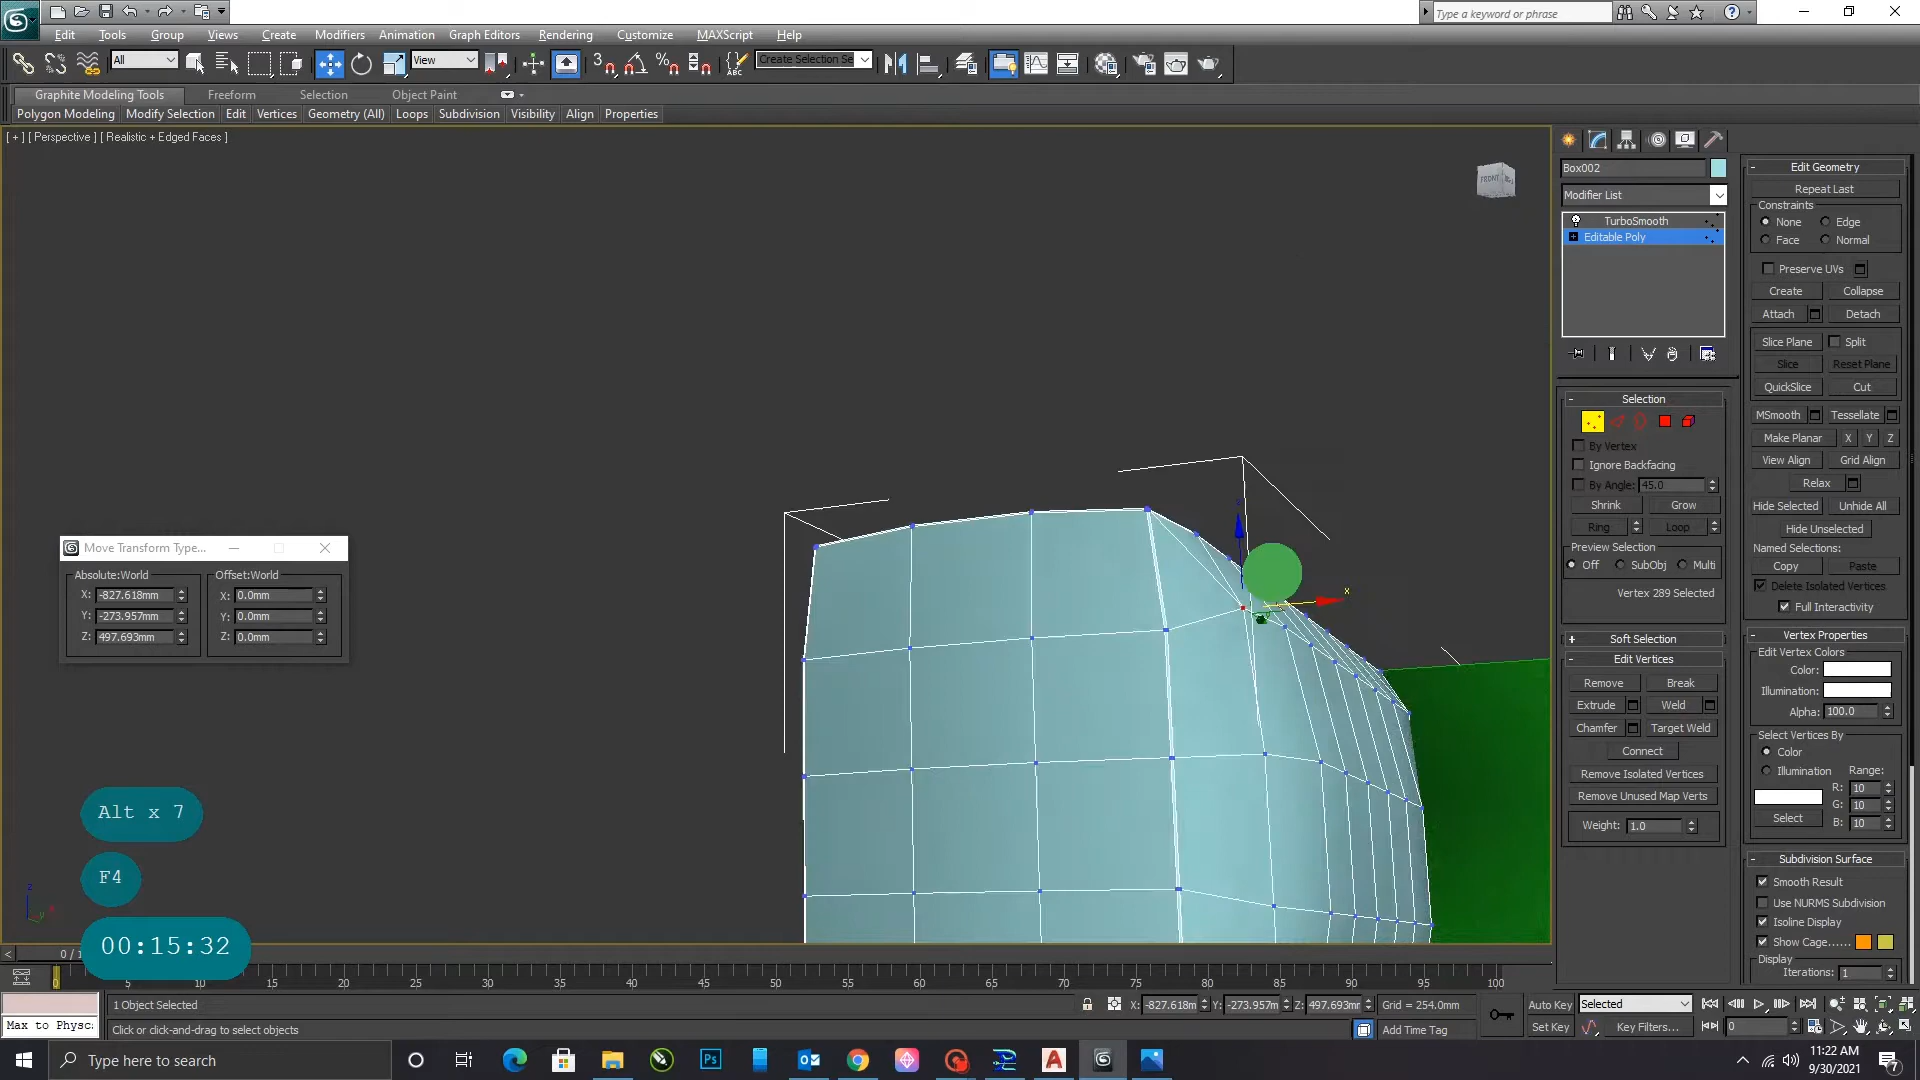 Type a keyword or phrase
Edit Tools Group Views Create Modifiers Animation Graph Editors Rendering Customize MAXScript Help
All View Create Selection Se
Graphite Modeling Tools Freeform Selection Object Paint
Polygon Modeling Modify Selection Edit Vertices Geometry (All) Loops Subdivision Visibility Align Properties
[ + ] [ Perspective ] [ Realistic + Edged Faces ]
FRONT
Box002
Modifier List
TurboSmooth
Editable Poly
Selection
By Vertex
Ignore Backfacing
By Angle: 45.0
Shrink Grow
Ring Loop
Preview Selection
Off SubObj Multi
Vertex 289 Selected
Soft Selection
Edit Vertices
Remove Break
Extrude Weld
Chamfer Target Weld
Connect
Remove Isolated Vertices
Remove Unused Map Verts
Weight: 1.0
Edit Geometry
Repeat Last
Constraints
None Edge
Face Normal
Preserve UVs
Create Collapse
Attach Detach
Slice Plane Split
Slice Reset Plane
QuickSlice Cut
MSmooth Tessellate
Make Planar X Y Z
View Align Grid Align
Relax
Hide Selected Unhide All
Hide Unselected
Named Selections:
Copy Paste
Delete Isolated Vertices
Full Interactivity
Vertex Properties
Edit Vertex Colors
Color:
Illumination:
Alpha: 100.0
Select Vertices By
Color
Illumination Range:
R: 10
G: 10
Select B: 10
Subdivision Surface
Smooth Result
Use NURMS Subdivision
Isoline Display
Show Cage......
Display
Iterations: 1
Move Transform Type...
Absolute:World Offset:World
X: -827.618mm X: 0.0mm
Y: -273.957mm Y: 0.0mm
Z: 497.693mm Z: 0.0mm
x
Alt x 7
F4
00:15:32
z
0 / 1
0 5 10 15 20 25 30 35 40 45 50 55 60 65 70 75 80 85 90 95 100
1 Object Selected X: -827.618m Y: -273.957m Z: 497.693mr Grid = 254.0mm Auto Key Selected
Max to Physc: Click or click-and-drag to select objects Add Time Tag Set Key Key Filters... 0
Type here to search
Ps
11:22 AM
9/30/2021
7